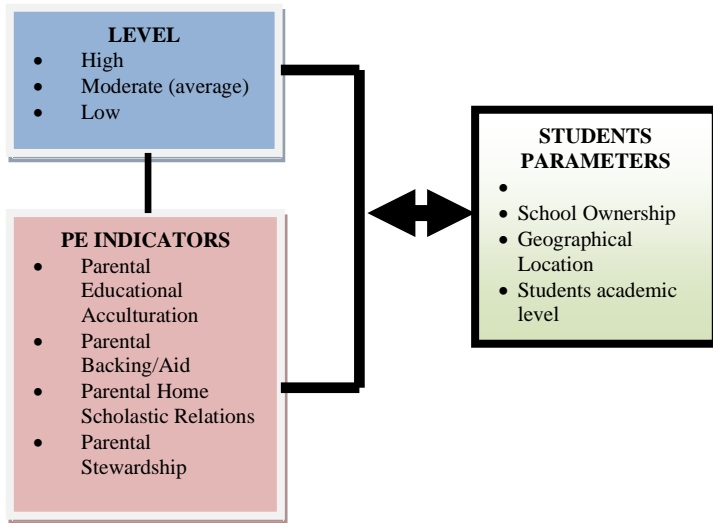 LEVEL
• High
• Moderate (average)
• Low
PE INDICATORS
• Parental
Educational
Acculturation
• Parental
Backing/Aid
• Parental Home
Scholastic Relations
• Parental
Stewardship
STUDENTS
PARAMETERS
•
• School Ownership
• Geographical
Location
• Students academic
level